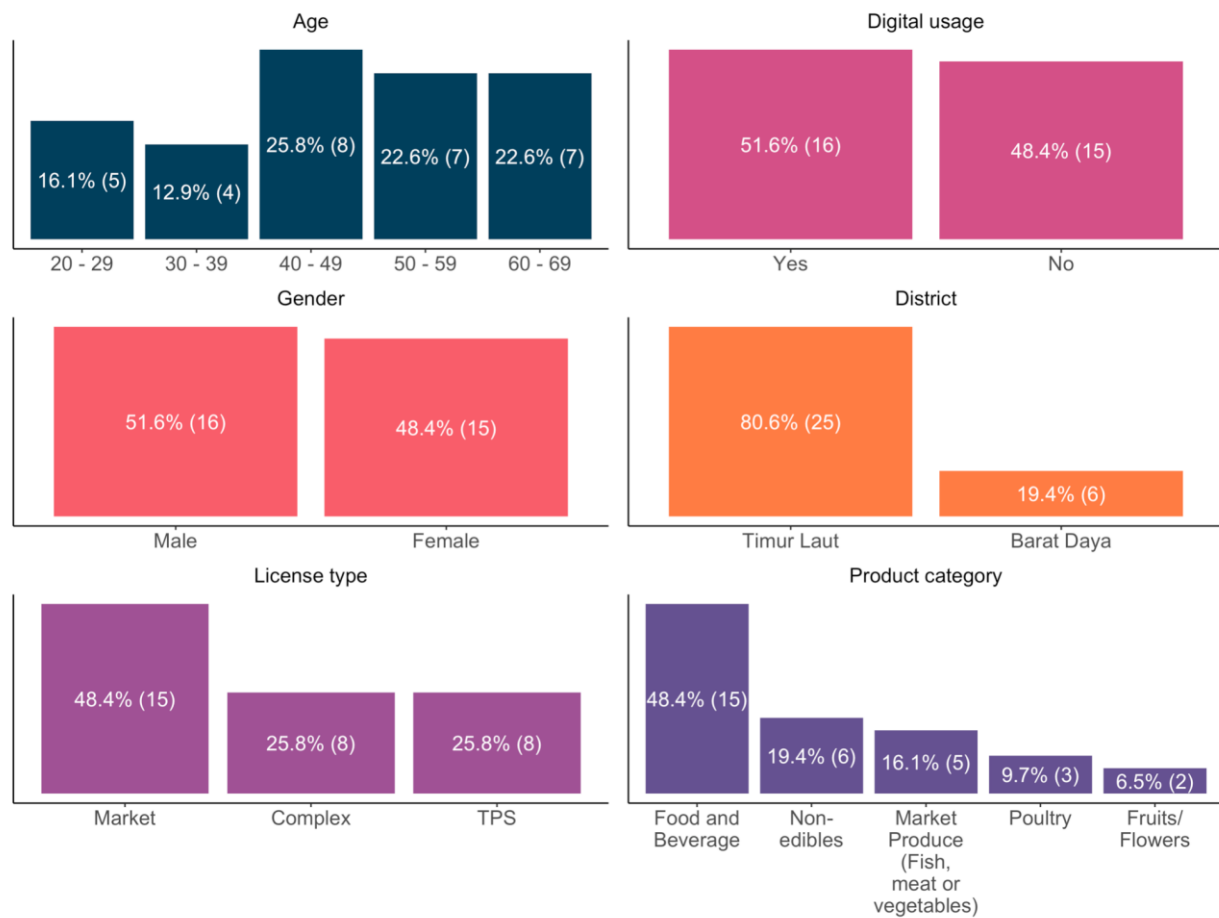 Age
16.1% (5)
12.9% (4)
25.8% (8)
22.6% (7)
22.6% (7)
20 - 29
30 - 39
40 - 49
50 - 59
60 - 69
Digital usage
51.6% (16)
48.4% (15)
Yes
No
Gender
51.6% (16)
48.4% (15)
Male
Female
District
80.6% (25)
19.4% (6)
Timur Laut
Barat Daya
License type
48.4% (15)
25.8% (8)
25.8% (8)
Market
Complex
TPS
Product category
48.4% (15)
19.4% (6)
16.1% (5)
9.7% (3)
6.5% (2)
Food and
Beverage
Non-
edibles
Market
Produce
(Fish,
meat or
vegetables)
Poultry
Fruits/
Flowers